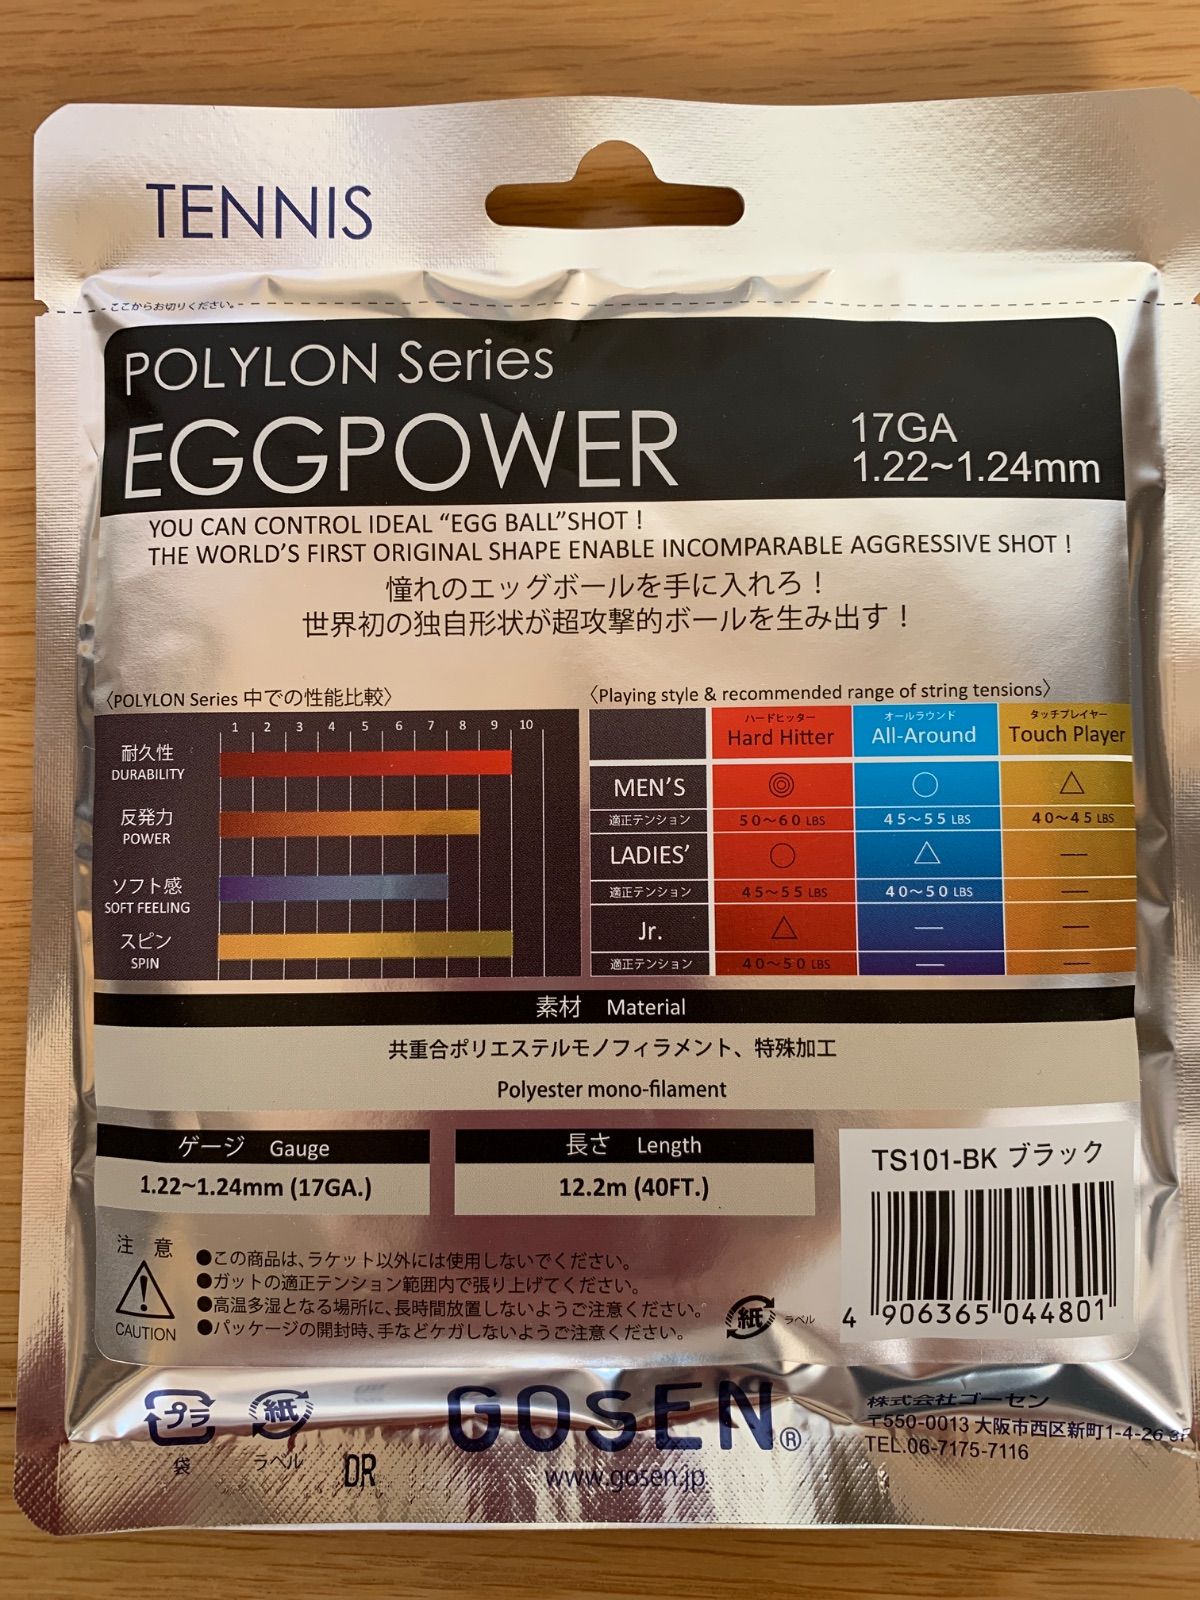 TENNIS
ここからお切りください。
POLYLON Series
EGGPOWER
17GA
1.22~1.24mm
YOU CAN CONTROL IDEAL “EGG BALL”SHOT !
THE WORLD’S FIRST ORIGINAL SHAPE ENABLE INCOMPARABLE AGGRESSIVE SHOT !
憧れのエッグボールを手に入れろ！
世界初の独自形状が超攻撃的ボールを生み出す！
〈POLYLON Series 中での性能比較〉
1 2 3 4 5 6 7 8 9 10
耐久性
DURABILITY
反発力
POWER
ソフト感
SOFT FEELING
スピン
SPIN
〈Playing style & recommended range of string tensions〉
ハードヒッター オールラウンド タッチプレイヤー
Hard Hitter All-Around Touch Player
MEN’S ◎ ○ △
適正テンション 50～60 LBS 45～55 LBS 40～45 LBS
LADIES’ ○ △ —
適正テンション 45～55 LBS 40～50 LBS —
Jr. △ — —
適正テンション 40～50 LBS — —
素材 Material
共重合ポリエステルモノフィラメント、特殊加工
Polyester mono-filament
ゲージ Gauge
1.22~1.24mm (17GA.)
長さ Length
12.2m (40FT.)
TS101-BK ブラック
4 906365 044801
注 意
CAUTION
●この商品は、ラケット以外には使用しないでください。
●ガットの適正テンション範囲内で張り上げてください。
●高温多湿となる場所に、長時間放置しないようご注意ください。
●パッケージの開封時、手などケガしないようご注意ください。
紙 ラベル
プラ
袋
紙
ラベル
DR
GOSEN®
www.gosen.jp
株式会社ゴーセン
〒550-0013 大阪市西区新町1-4-26 3F
TEL.06-7175-7116